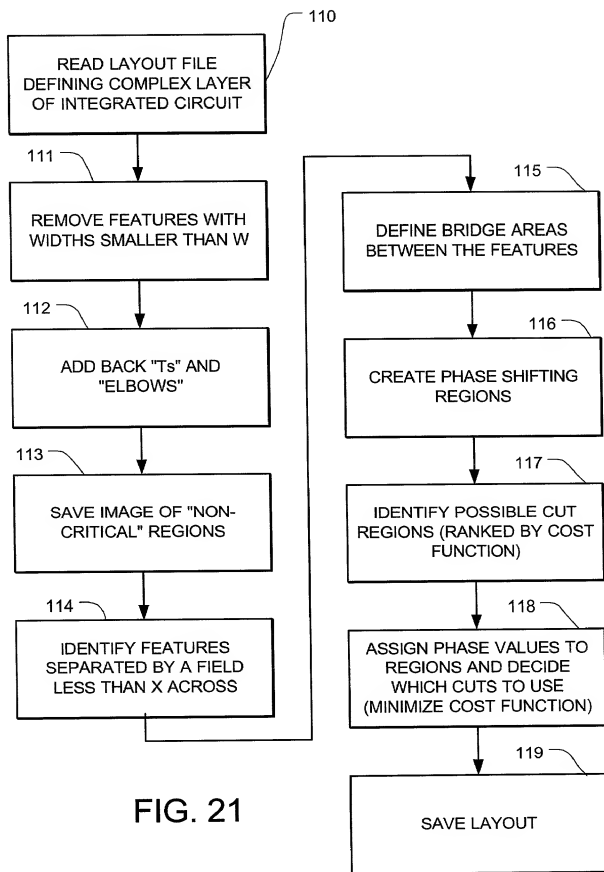 110
READ LAYOUT FILE
DEFINING COMPLEX LAYER
OF INTEGRATED CIRCUIT
111
REMOVE FEATURES WITH
WIDTHS SMALLER THAN W
112
ADD BACK "Ts" AND
"ELBOWS"
113
SAVE IMAGE OF "NON-
CRITICAL" REGIONS
114
IDENTIFY FEATURES
SEPARATED BY A FIELD
LESS THAN X ACROSS
115
DEFINE BRIDGE AREAS
BETWEEN THE FEATURES
116
CREATE PHASE SHIFTING
REGIONS
117
IDENTIFY POSSIBLE CUT
REGIONS (RANKED BY COST
FUNCTION)
118
ASSIGN PHASE VALUES TO
REGIONS AND DECIDE
WHICH CUTS TO USE
(MINIMIZE COST FUNCTION)
119
SAVE LAYOUT
FIG. 21